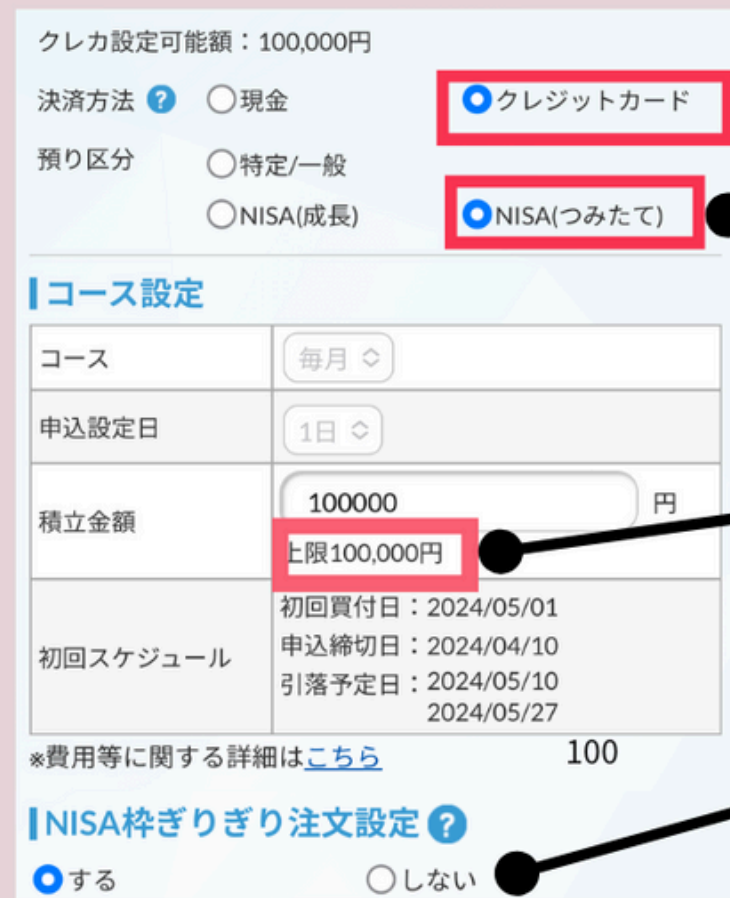 クレカ設定可能額：100,000円
決済方法 ? 現金 クレジットカード
預り区分 特定/一般
NISA(成長) NISA(つみたて)
コース設定
コース 毎月
申込設定日 1日
積立金額 100000 円
上限100,000円
初回スケジュール
初回買付日：2024/05/01
申込締切日：2024/04/10
引落予定日：2024/05/10
2024/05/27
※費用等に関する詳細はこちら 100
NISA枠ぎりぎり注文設定 ?
する しない